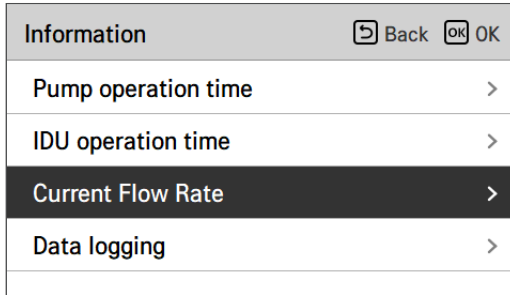 Information Back OK OK
Pump operation time
IDU operation time
Current Flow Rate
Data logging